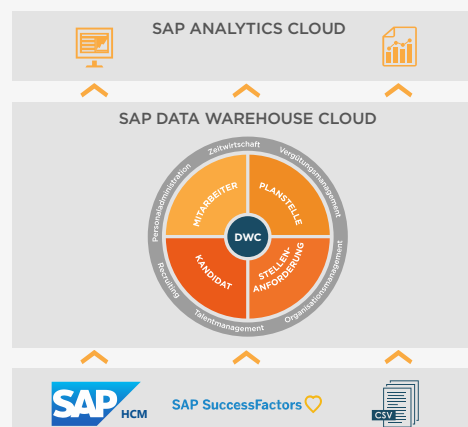 SAP ANALYTICS CLOUD
SAP DATA WAREHOUSE CLOUD
Zeitwirtschaft
Vergütungsmanagement
Personaladministration
MITARBEITER
PLANSTELLE
DWC
KANDIDAT
STELLEN-
ANFORDERUNG
Recruiting
Talentmanagement
Organisationsmanagement
SAP HCM
SAP SuccessFactors
CSV